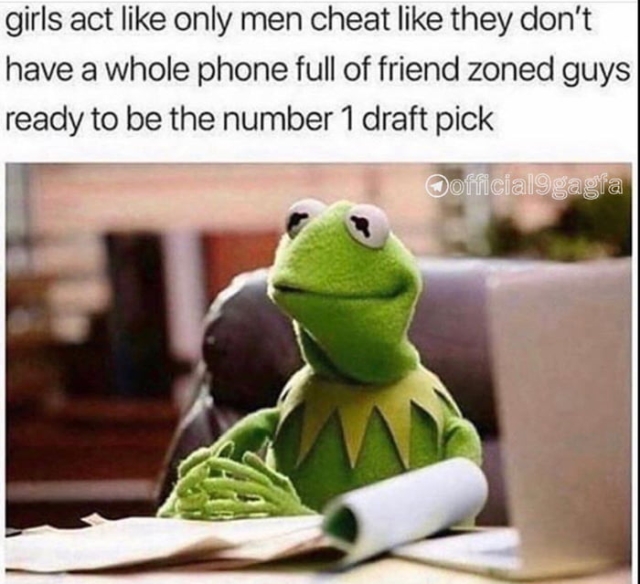 girls act like only men cheat like they don't
have a whole phone full of friend zoned guys
ready to be the number 1 draft pick
official9gagfa